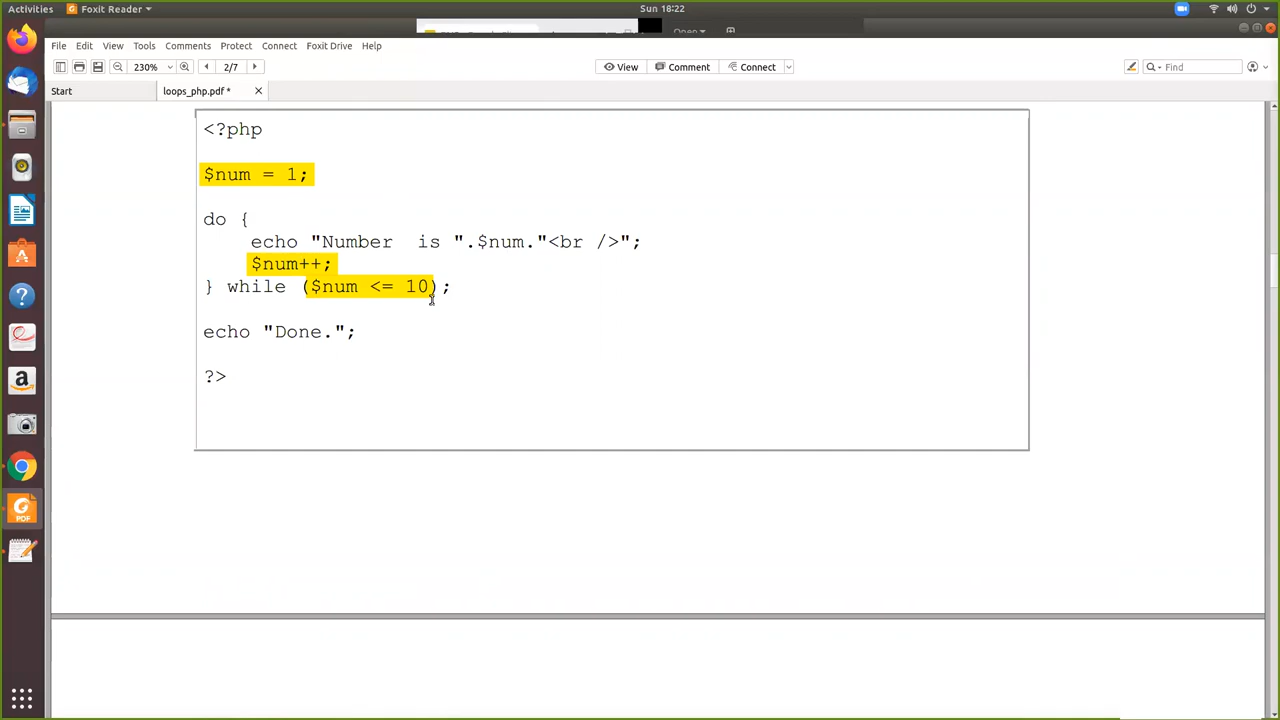 Activities Foxit Reader Sun 18:22
File Edit View Tools Comments Protect Connect Foxit Drive Help
230% 2/7 View Comment Connect Find
Start loops_php.pdf *
<?php
$num = 1;
do {
echo "Number  is ".$num."<br />";
$num++;
} while ($num <= 10);
echo "Done.";
?>